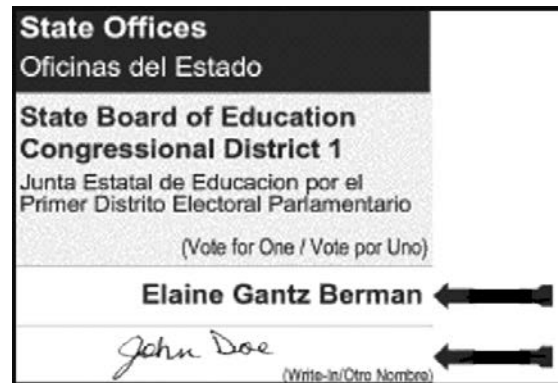 State Offices
Oficinas del Estado
State Board of Education
Congressional District 1
Junta Estatal de Educacion por el
Primer Distrito Electoral Parlamentario
(Vote for One / Vote por Uno)
Elaine Gantz Berman
John Doe
(Write-In/Otro Nombre)